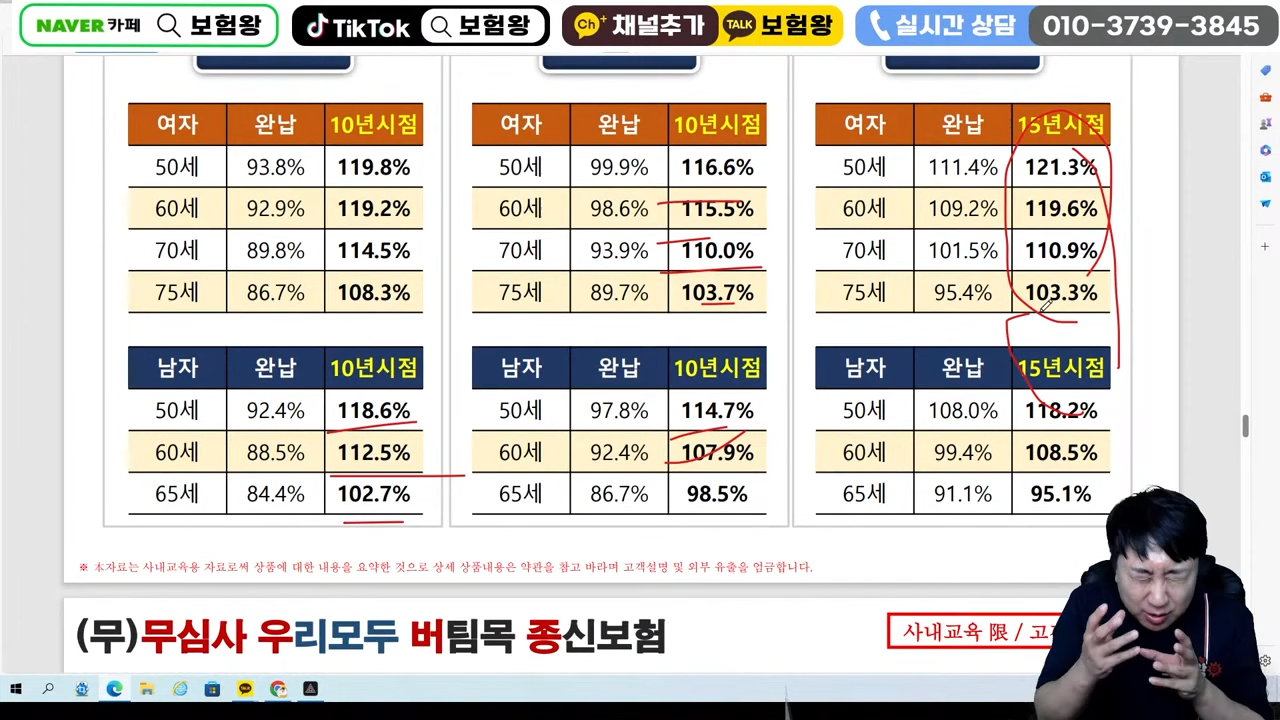 NAVER 카페 보험왕 TikTok 보험왕 Ch+ 채널추가 TALK 보험왕 실시간 상담 010-3739-3845
여자 완납 10년시점
50세 93.8% 119.8%
60세 92.9% 119.2%
70세 89.8% 114.5%
75세 86.7% 108.3%
남자 완납 10년시점
50세 92.4% 118.6%
60세 88.5% 112.5%
65세 84.4% 102.7%
여자 완납 10년시점
50세 99.9% 116.6%
60세 98.6% 115.5%
70세 93.9% 110.0%
75세 89.7% 103.7%
남자 완납 10년시점
50세 97.8% 114.7%
60세 92.4% 107.9%
65세 86.7% 98.5%
여자 완납 15년시점
50세 111.4% 121.3%
60세 109.2% 119.6%
70세 101.5% 110.9%
75세 95.4% 103.3%
남자 완납 15년시점
50세 108.0% 118.2%
60세 99.4% 108.5%
65세 91.1% 95.1%
※ 本자료는 사내교육용 자료로써 상품에 대한 내용을 요약한 것으로 상세 상품내용은 약관을 참고 바라며 고객설명 및 외부 유출을 엄금합니다.
(무)무심사 우리모두 버팀목 종신보험
사내교육 限 / 고